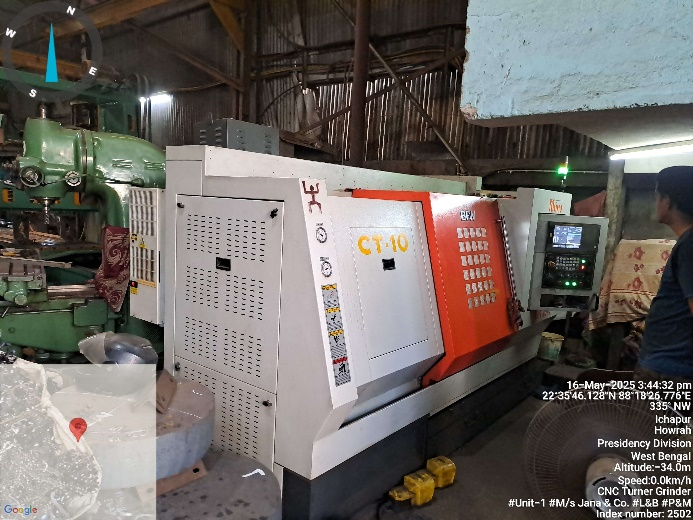 N
W
E
S
CT-10
16-May-2025 3:44:32 pm
22°35'46.128"N 88°18'26.776"E
335° NW
Ichapur
Howrah
Presidency Division
West Bengal
Altitude:-34.0m
Speed:0.0km/h
CNC Turner Grinder
#Unit-1 #M/s Jana & Co. #L&B #P&M
Index number: 2502
Google